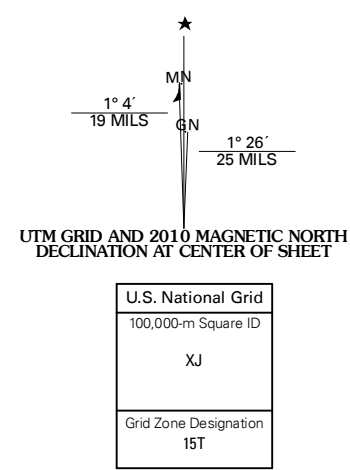 MN
1° 4´
19 MILS
GN
1° 26´
25 MILS
UTM GRID AND 2010 MAGNETIC NORTH
DECLINATION AT CENTER OF SHEET
U.S. National Grid
100,000-m Square ID
XJ
Grid Zone Designation
15T